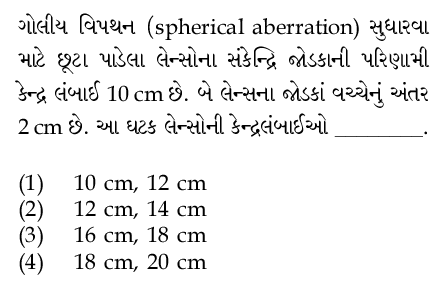 ગોલીય વિપથન (spherical aberration) સુધારવા
માટે છૂટા પાડેલા લેન્સોના સંકેન્દ્રિ જોડકાની પરિણામી
કેન્દ્ર લંબાઈ 10 cm છે. બે લેન્સના જોડકાં વચ્ચેનું અંતર
2 cm છે. આ ઘટક લેન્સોની કેન્દ્રલંબાઈઓ ________.
(1) 10 cm, 12 cm
(2) 12 cm, 14 cm
(3) 16 cm, 18 cm
(4) 18 cm, 20 cm